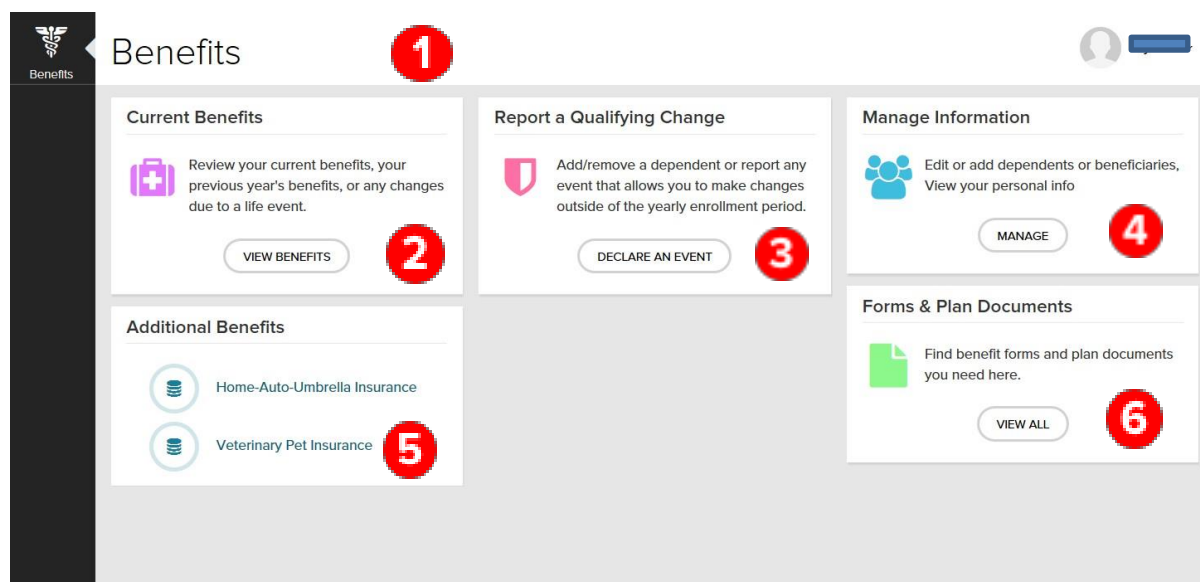 Benefits
Benefits
1
Current Benefits
Review your current benefits, your
previous year's benefits, or any changes
due to a life event.
VIEW BENEFITS
2
Report a Qualifying Change
Add/remove a dependent or report any
event that allows you to make changes
outside of the yearly enrollment period.
DECLARE AN EVENT
3
Manage Information
Edit or add dependents or beneficiaries,
View your personal info
MANAGE
4
Additional Benefits
Home-Auto-Umbrella Insurance
Veterinary Pet Insurance
5
Forms & Plan Documents
Find benefit forms and plan documents
you need here.
VIEW ALL
6